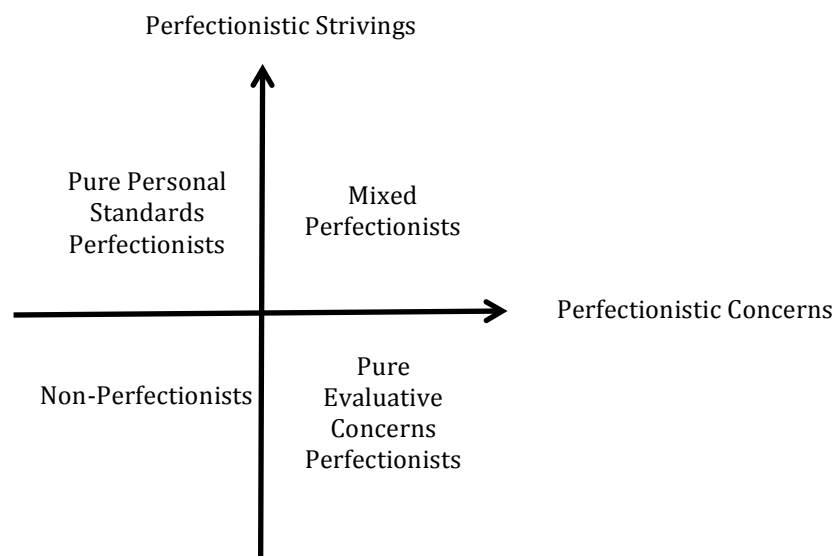 Perfectionistic Strivings
Pure Personal
Standards
Perfectionists
Mixed
Perfectionists
Perfectionistic Concerns
Non-Perfectionists
Pure
Evaluative
Concerns
Perfectionists